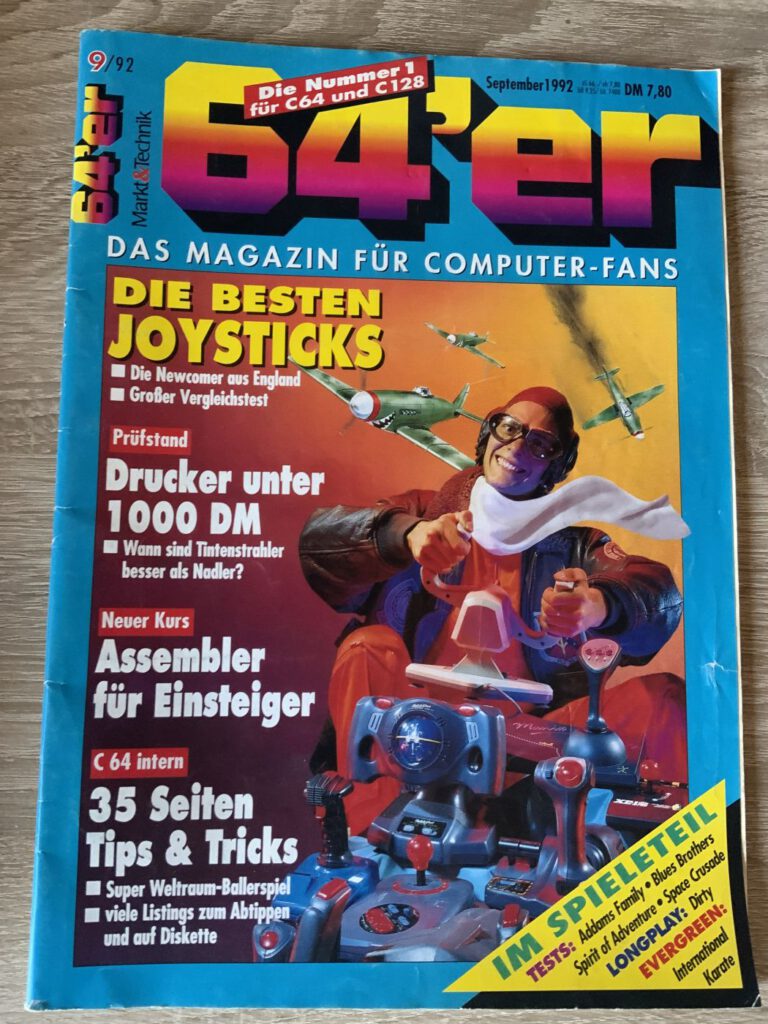 9/92
Die Nummer 1
für C64 und C128
September 1992
DM 7,80
64'er
64'er
Markt&Technik
DAS MAGAZIN FÜR COMPUTER-FANS
DIE BESTEN
JOYSTICKS
Die Newcomer aus England
Großer Vergleichstest
Prüfstand
Drucker unter
1000 DM
Wann sind Tintenstrahler
besser als Nadler?
Neuer Kurs
Assembler
für Einsteiger
C 64 intern
35 Seiten
Tips & Tricks
Super Weltraum-Ballerspiel
viele Listings zum Abtippen
und auf Diskette
IM SPIELETEIL
TESTS: Addams Family • Blues Brothers
Spirit of Adventure • Space Crusade
LONGPLAY: Dirty
EVERGREEN:
International
Karate